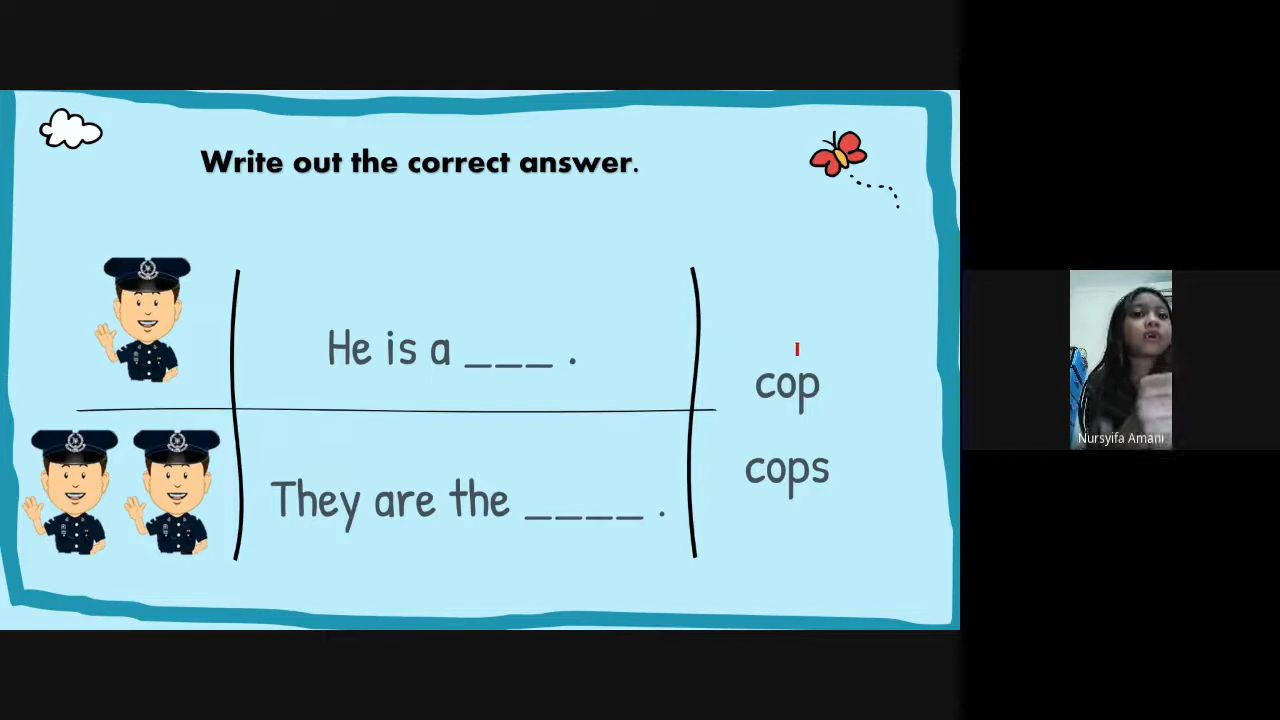 Write out the correct answer.
He is a ___ .
cop
cops
They are the ____ .
Nursyifa Amani